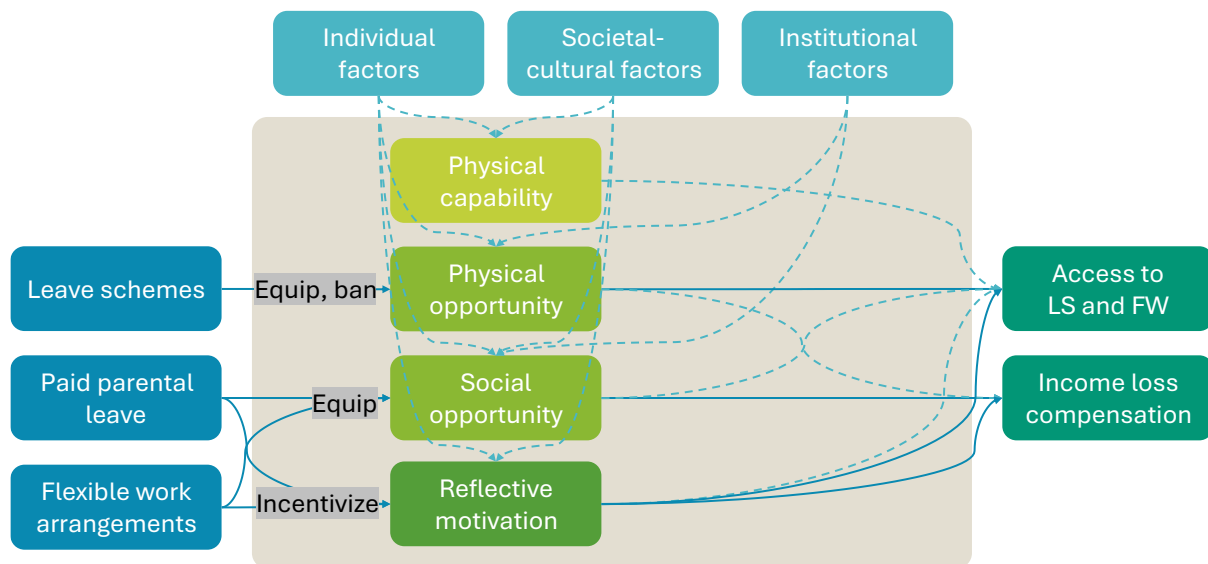 Individual
factors
Societal-
cultural factors
Institutional
factors
Physical
capability
Leave schemes
Equip, ban
Physical
opportunity
Access to
LS and FW
Paid parental
leave
Equip
Social
opportunity
Income loss
compensation
Flexible work
arrangements
Incentivize
Reflective
motivation